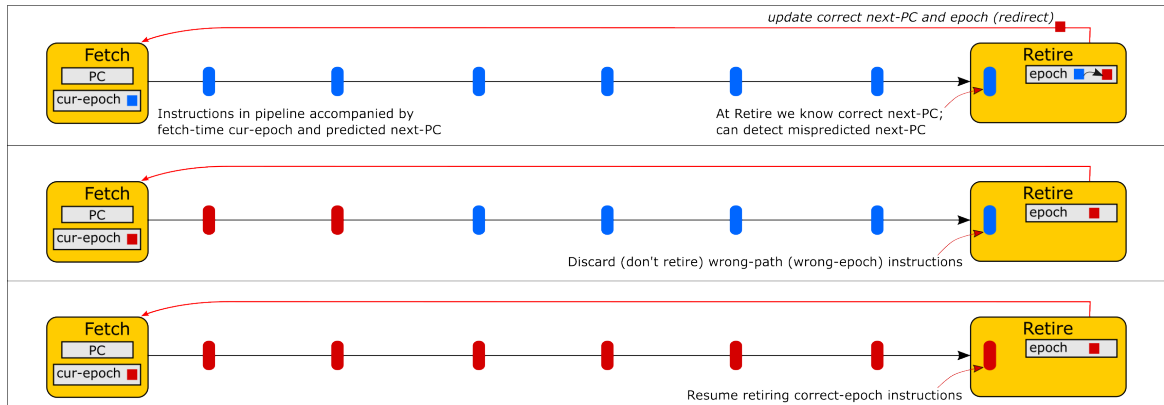 update correct next-PC and epoch (redirect)
Fetch
PC
cur-epoch
Retire
epoch
Instructions in pipeline accompanied by
fetch-time cur-epoch and predicted next-PC
At Retire we know correct next-PC;
can detect mispredicted next-PC
Fetch
PC
cur-epoch
Retire
epoch
Discard (don't retire) wrong-path (wrong-epoch) instructions
Fetch
PC
cur-epoch
Retire
epoch
Resume retiring correct-epoch instructions